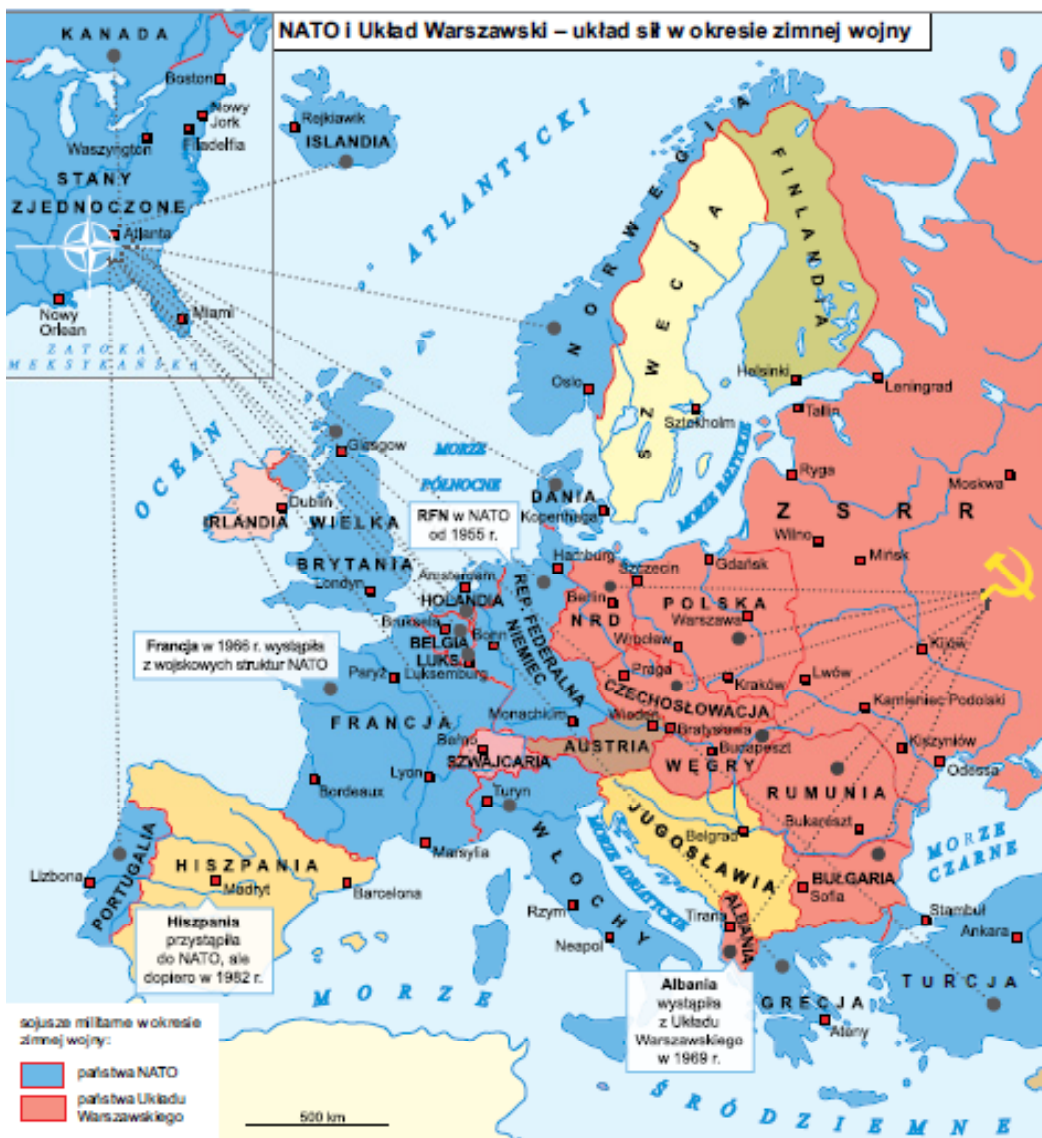 NATO i Układ Warszawski – układ sił w okresie zimnej wojny
KANADA
Boston
Nowy
Jork
Filadelfia
Waszyngton
STANY
ZJEDNOCZONE
Atlanta
Miami
Nowy
Orlean
ZATOKA
MEKSYKAŃSKA
Rejkiawik
ISLANDIA
OCEAN
ATLANTYCKI
NORWEGIA
Oslo
SZWECJA
Sztokholm
FINLANDIA
Helsinki
Leningrad
Tallin
Ryga
Moskwa
ZSRR
Wilno
Mińsk
MORZE BAŁTYCKIE
MORZE
PÓŁNOCNE
Glasgow
Dublin
IRLANDIA
WIELKA
BRYTANIA
Londyn
DANIA
Kopenhaga
RFN w NATO
od 1955 r.
Hamburg
Szczecin
Gdańsk
Amsterdam
HOLANDIA
REP. FEDERALNA
NIEMIEC
Berlin
NRD
POLSKA
Warszawa
Wrocław
Kraków
Lwów
Kijów
Kamieniec Podolski
Kiszyniów
Odessa
Bruksela
BELGIA
Bonn
LUKS.
Luksemburg
Francja w 1966 r. wystąpiła
z wojskowych struktur NATO
Paryż
FRANCJA
Praga
CZECHOSŁOWACJA
Monachium
Wiedeń
Bratysława
AUSTRIA
Budapeszt
WĘGRY
Berno
SZWAJCARIA
Lyon
Bordeaux
Turyn
Marsylia
RUMUNIA
Bukareszt
JUGOSŁAWIA
Belgrad
MORZE ADRIATYCKIE
MORZE
CZARNE
BUŁGARIA
Sofia
PORTUGALIA
Lizbona
HISZPANIA
Madryt
Barcelona
Hiszpania
przystąpiła
do NATO, ale
dopiero w 1982 r.
WŁOCHY
Rzym
Neapol
Tirana
ALBANIA
Albania
wystąpiła
z Układu
Warszawskiego
w 1969 r.
GRECJA
Ateny
Stambuł
Ankara
TURCJA
MORZE
ŚRÓDZIEMNE
sojusze militarne w okresie
zimnej wojny:
państwa NATO
państwa Układu
Warszawskiego
500 km